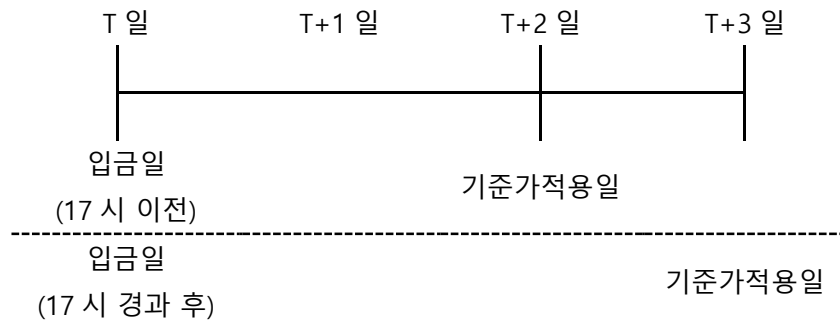 T 일 T+1 일 T+2 일 T+3 일
입금일
(17 시 이전)
기준가적용일
입금일
(17 시 경과 후)
기준가적용일